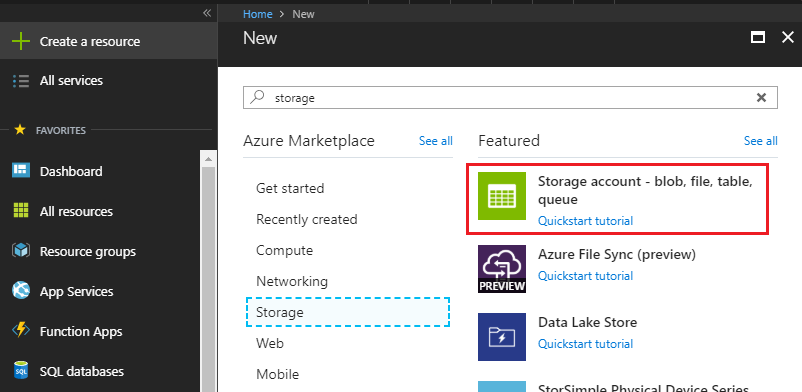 «
Create a resource
All services
FAVORITES
Dashboard
All resources
Resource groups
App Services
Function Apps
SQL databases
Home > New
New
storage
Azure Marketplace See all
Get started
Recently created
Compute
Networking
Storage
Web
Mobile
Featured See all
Storage account - blob, file, table,
queue
Quickstart tutorial
PREVIEW
Azure File Sync (preview)
Quickstart tutorial
Data Lake Store
Quickstart tutorial
StorSimple Physical Device Series